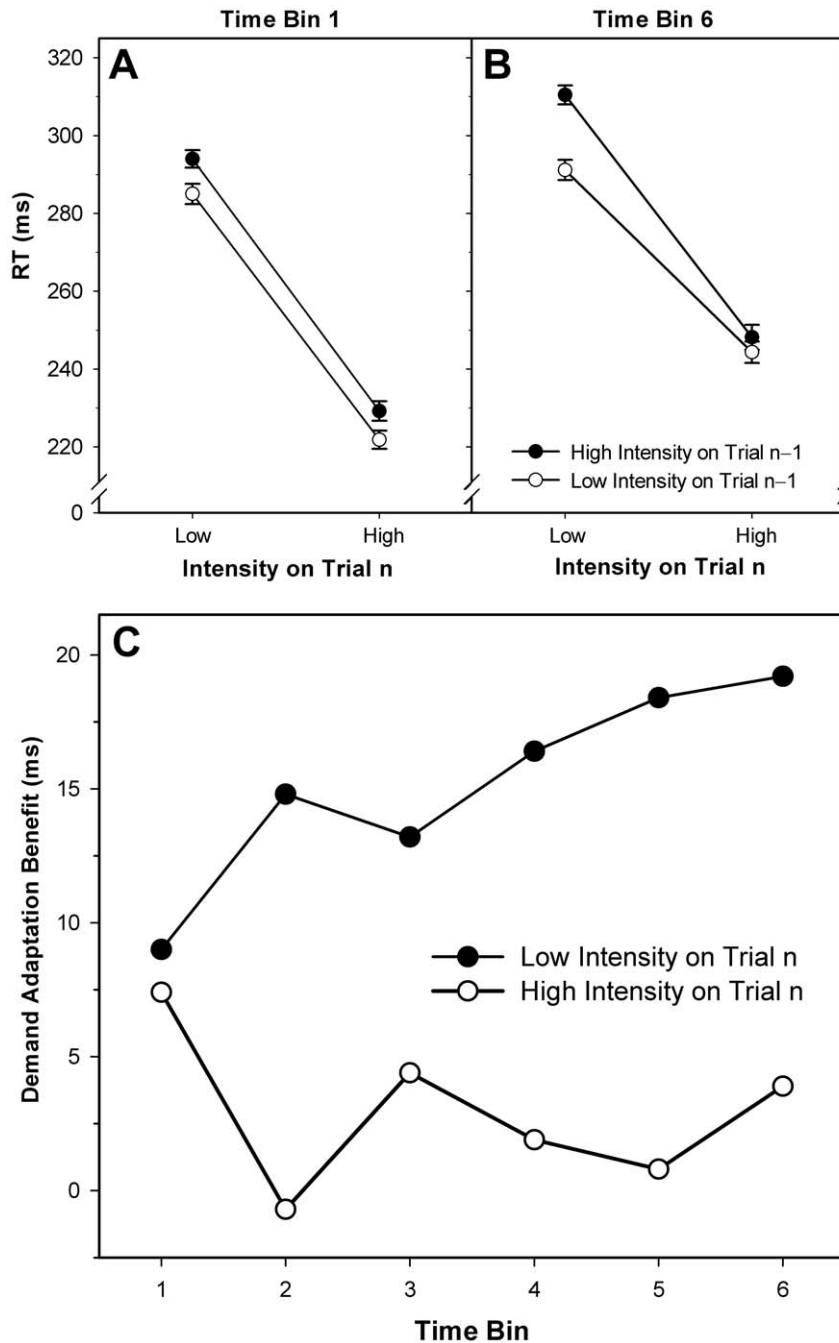 Time Bin 1
Time Bin 6
A
B
320
300
280
260
240
220
0
RT (ms)
Low High
Intensity on Trial n
Low High
Intensity on Trial n
High Intensity on Trial n–1
Low Intensity on Trial n–1
C
20
15
10
5
0
Demand Adaptation Benefit (ms)
Low Intensity on Trial n
High Intensity on Trial n
1 2 3 4 5 6
Time Bin